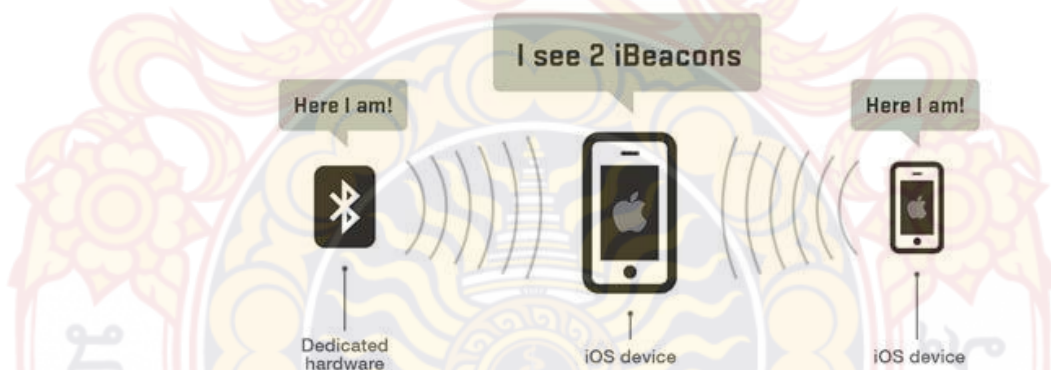 I see 2 iBeacons
Here I am!
Here I am!
Dedicated
hardware
iOS device
iOS device